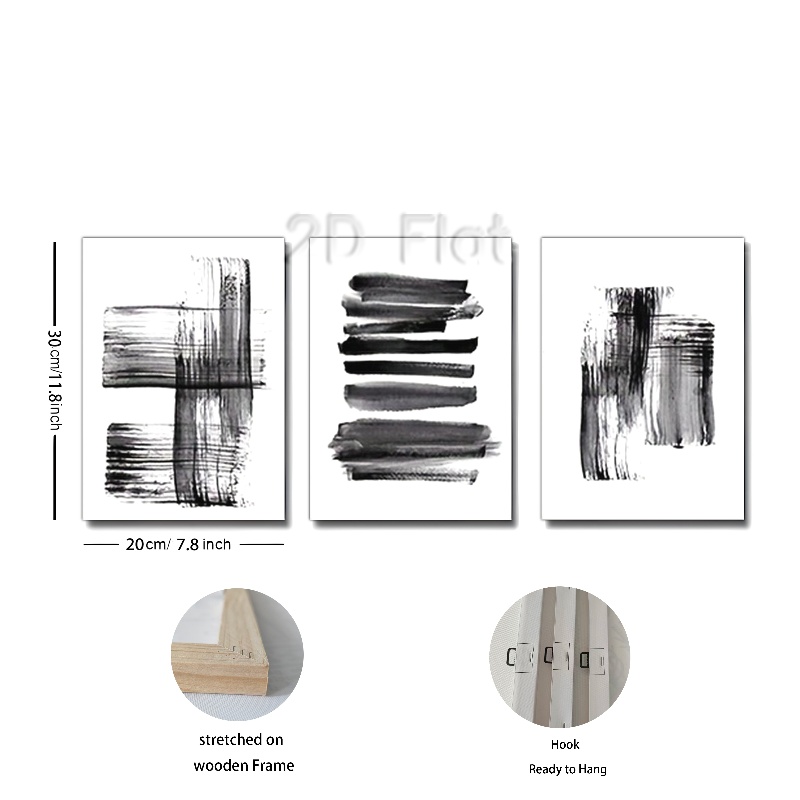 2D Flat
30cm/11.8inch
20cm/ 7.8 inch
stretched on
wooden Frame
Hook
Ready to Hang